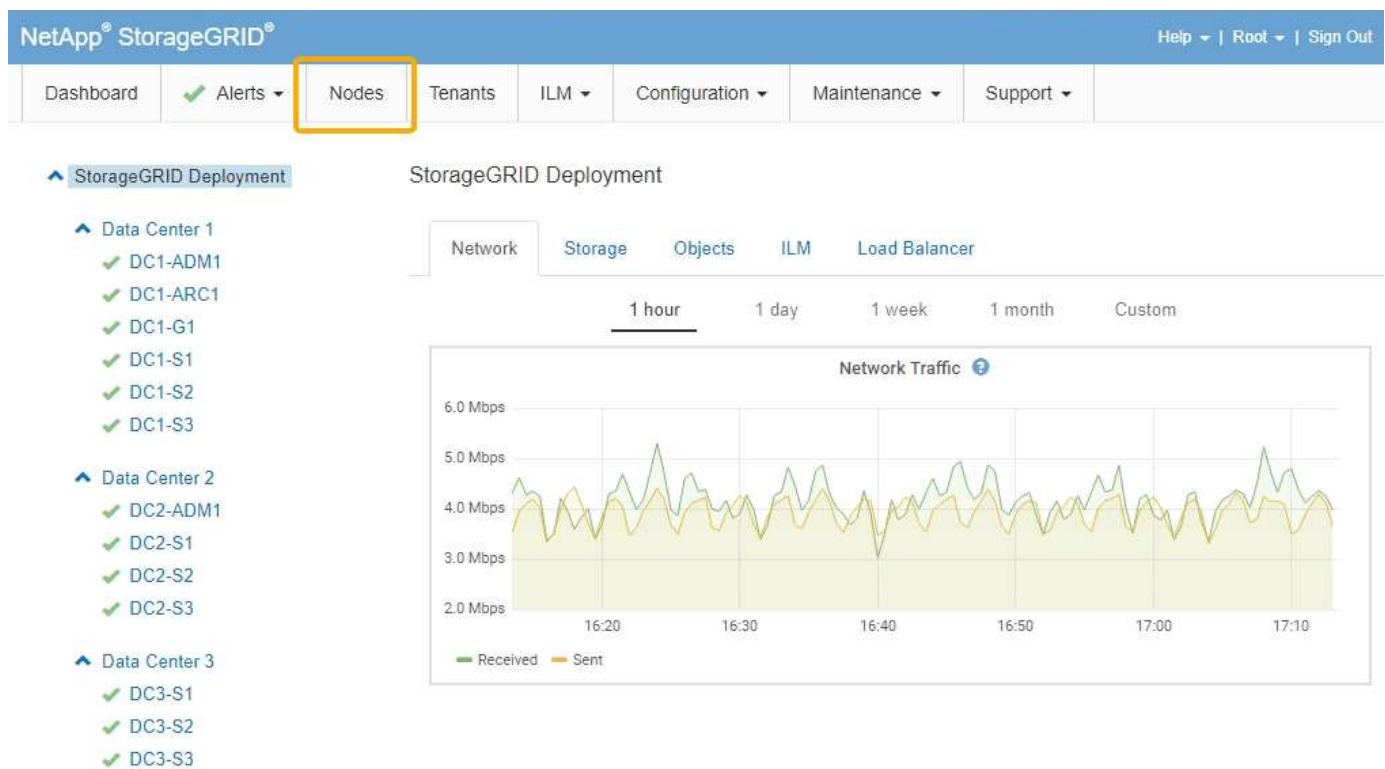 NetApp® StorageGRID®
Help | Root | Sign Out
Dashboard Alerts Nodes Tenants ILM Configuration Maintenance Support
StorageGRID Deployment
Data Center 1
DC1-ADM1
DC1-ARC1
DC1-G1
DC1-S1
DC1-S2
DC1-S3
Data Center 2
DC2-ADM1
DC2-S1
DC2-S2
DC2-S3
Data Center 3
DC3-S1
DC3-S2
DC3-S3
StorageGRID Deployment
Network Storage Objects ILM Load Balancer
1 hour 1 day 1 week 1 month Custom
Network Traffic ?
6.0 Mbps
5.0 Mbps
4.0 Mbps
3.0 Mbps
2.0 Mbps
16:20 16:30 16:40 16:50 17:00 17:10
Received Sent